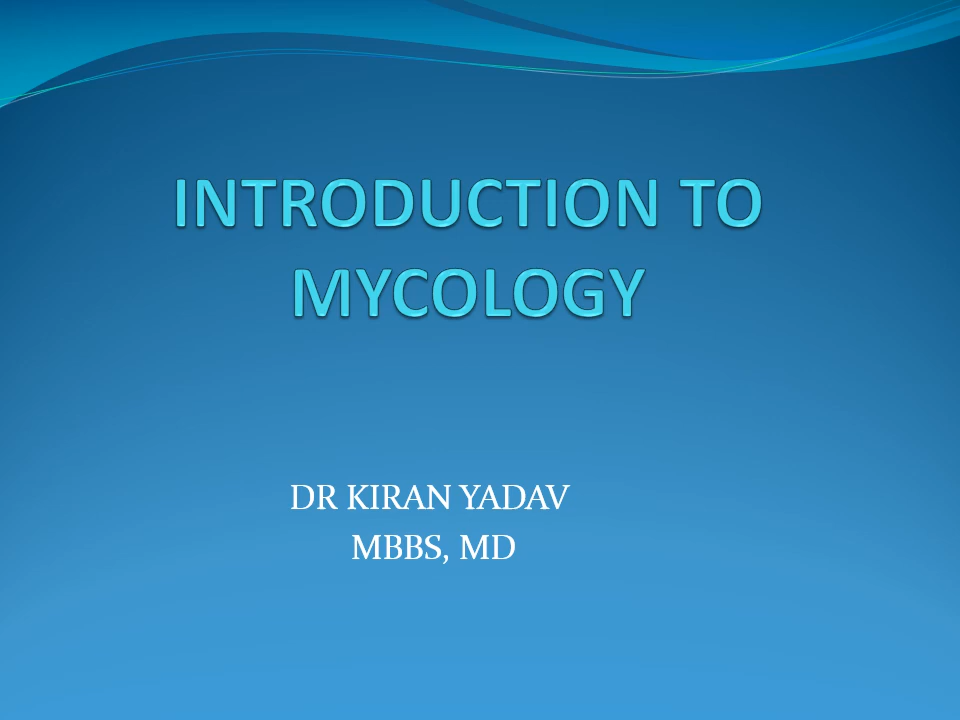 INTRODUCTION TO
MYCOLOGY
DR KIRAN YADAV
MBBS, MD